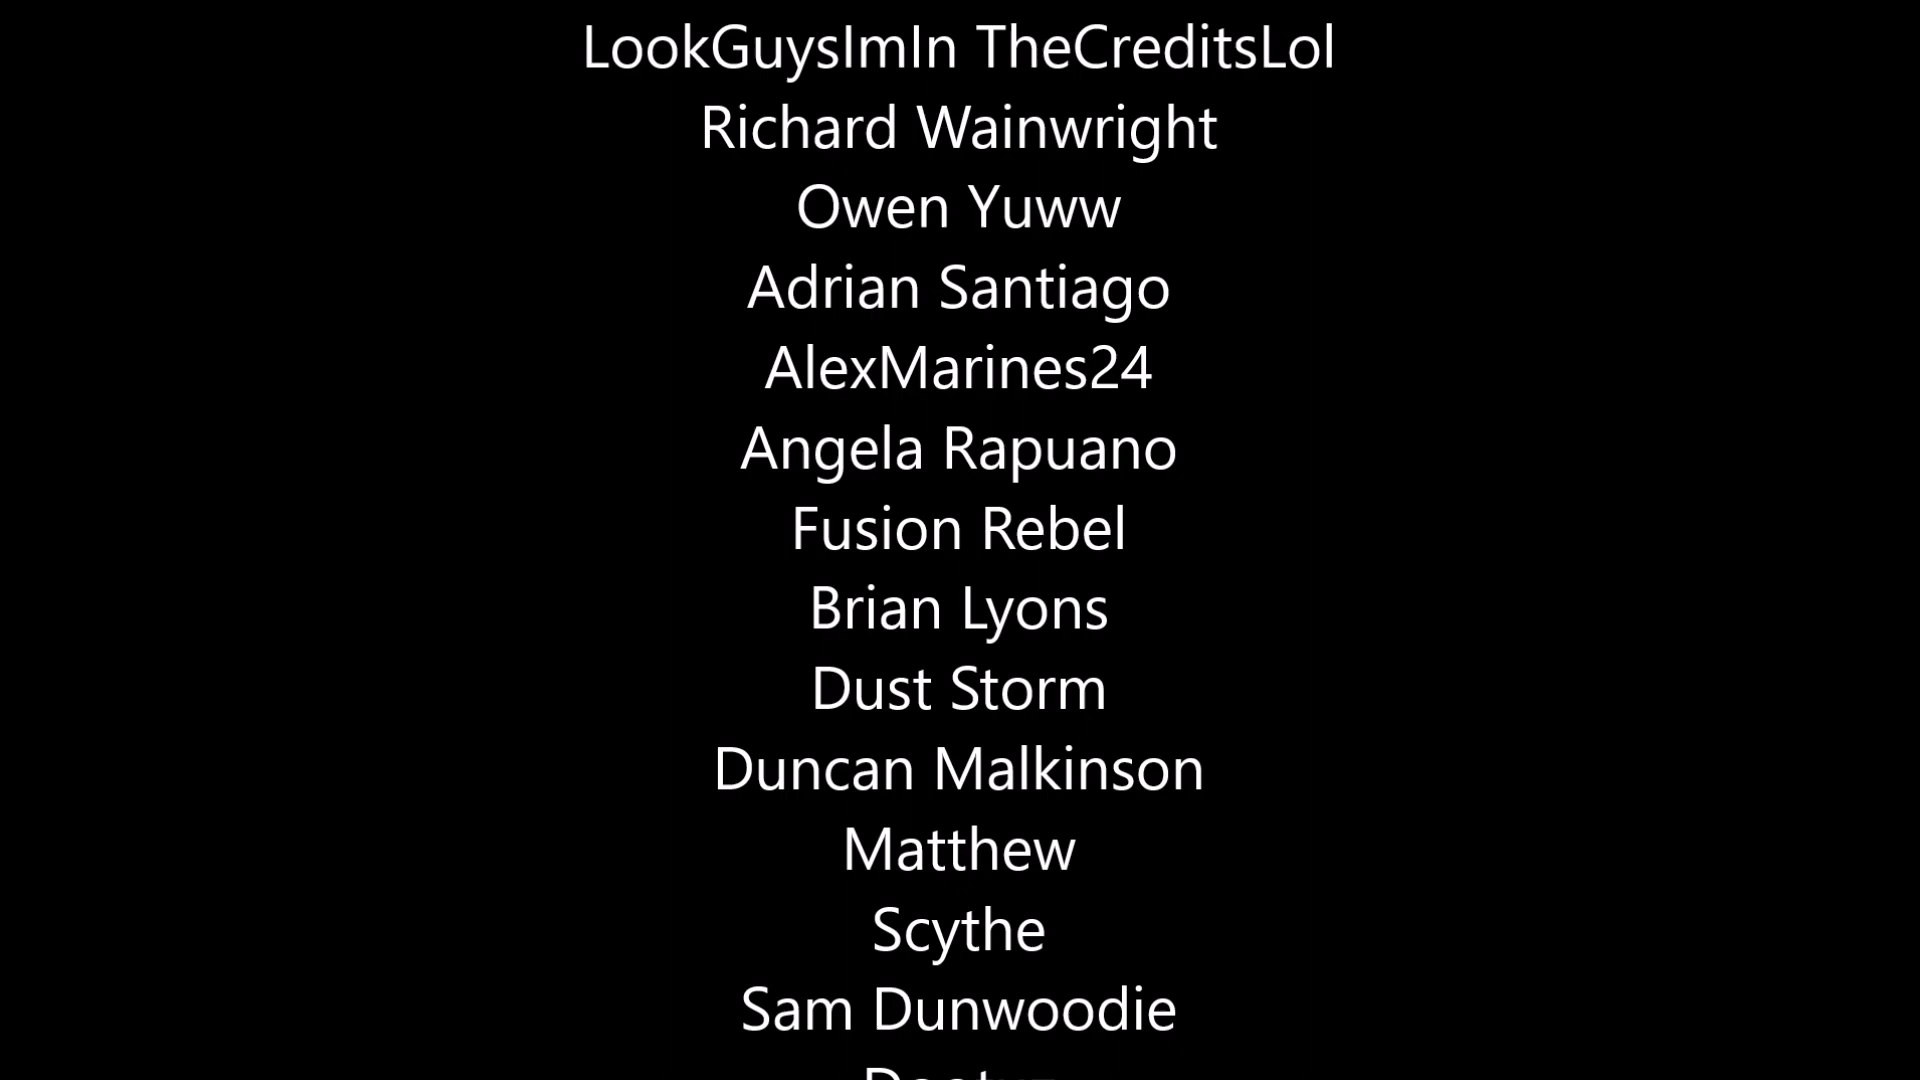 LookGuysImIn TheCreditsLol
Richard Wainwright
Owen Yuww
Adrian Santiago
AlexMarines24
Angela Rapuano
Fusion Rebel
Brian Lyons
Dust Storm
Duncan Malkinson
Matthew
Scythe
Sam Dunwoodie